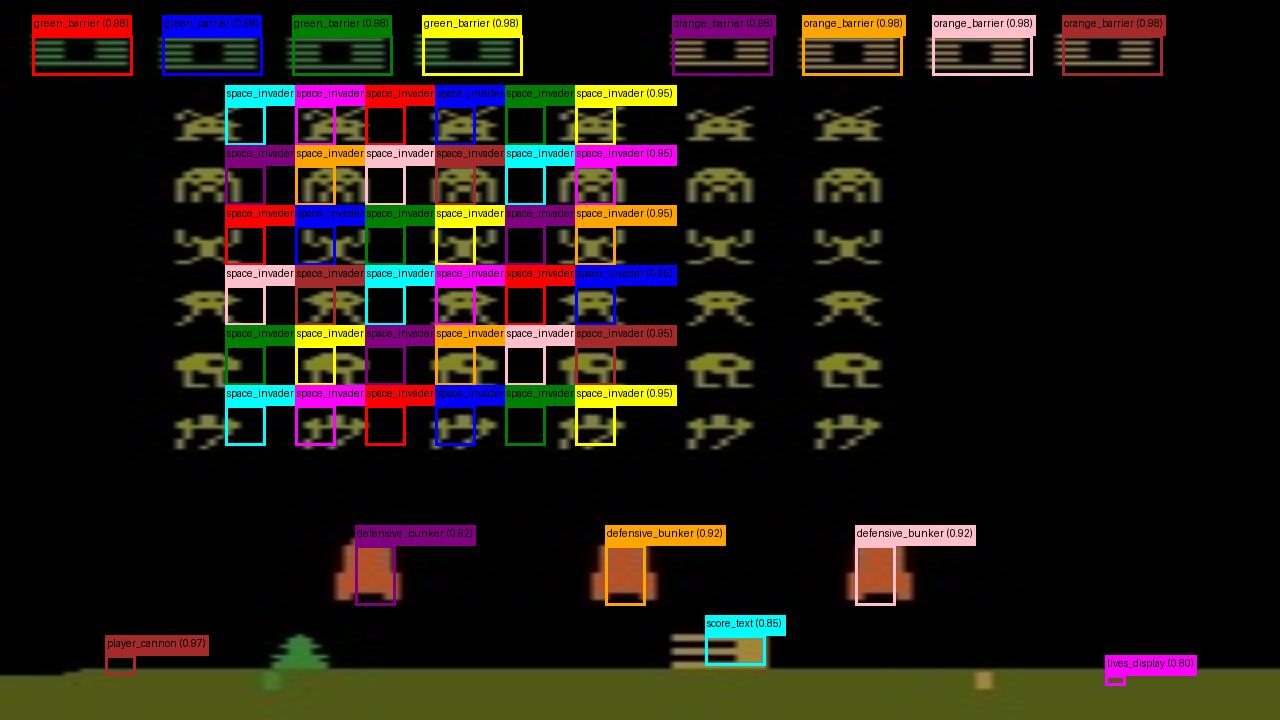 green_barrier (0.98) green_barrier (0.98) green_barrier (0.98) green_barrier (0.98) orange_barrier (0.98) orange_barrier (0.98) orange_barrier (0.98) orange_barrier (0.98)
space_invader space_invader space_invader space_invader space_invader space_invader (0.95)
space_invader space_invader space_invader space_invader space_invader space_invader (0.95)
space_invader space_invader space_invader space_invader space_invader space_invader (0.95)
space_invader space_invader space_invader space_invader space_invader space_invader (0.95)
space_invader space_invader space_invader space_invader space_invader space_invader (0.95)
space_invader space_invader space_invader space_invader space_invader space_invader (0.95)
defensive_bunker (0.92) defensive_bunker (0.92) defensive_bunker (0.92)
score_text (0.85)
player_cannon (0.97)
lives_display (0.80)